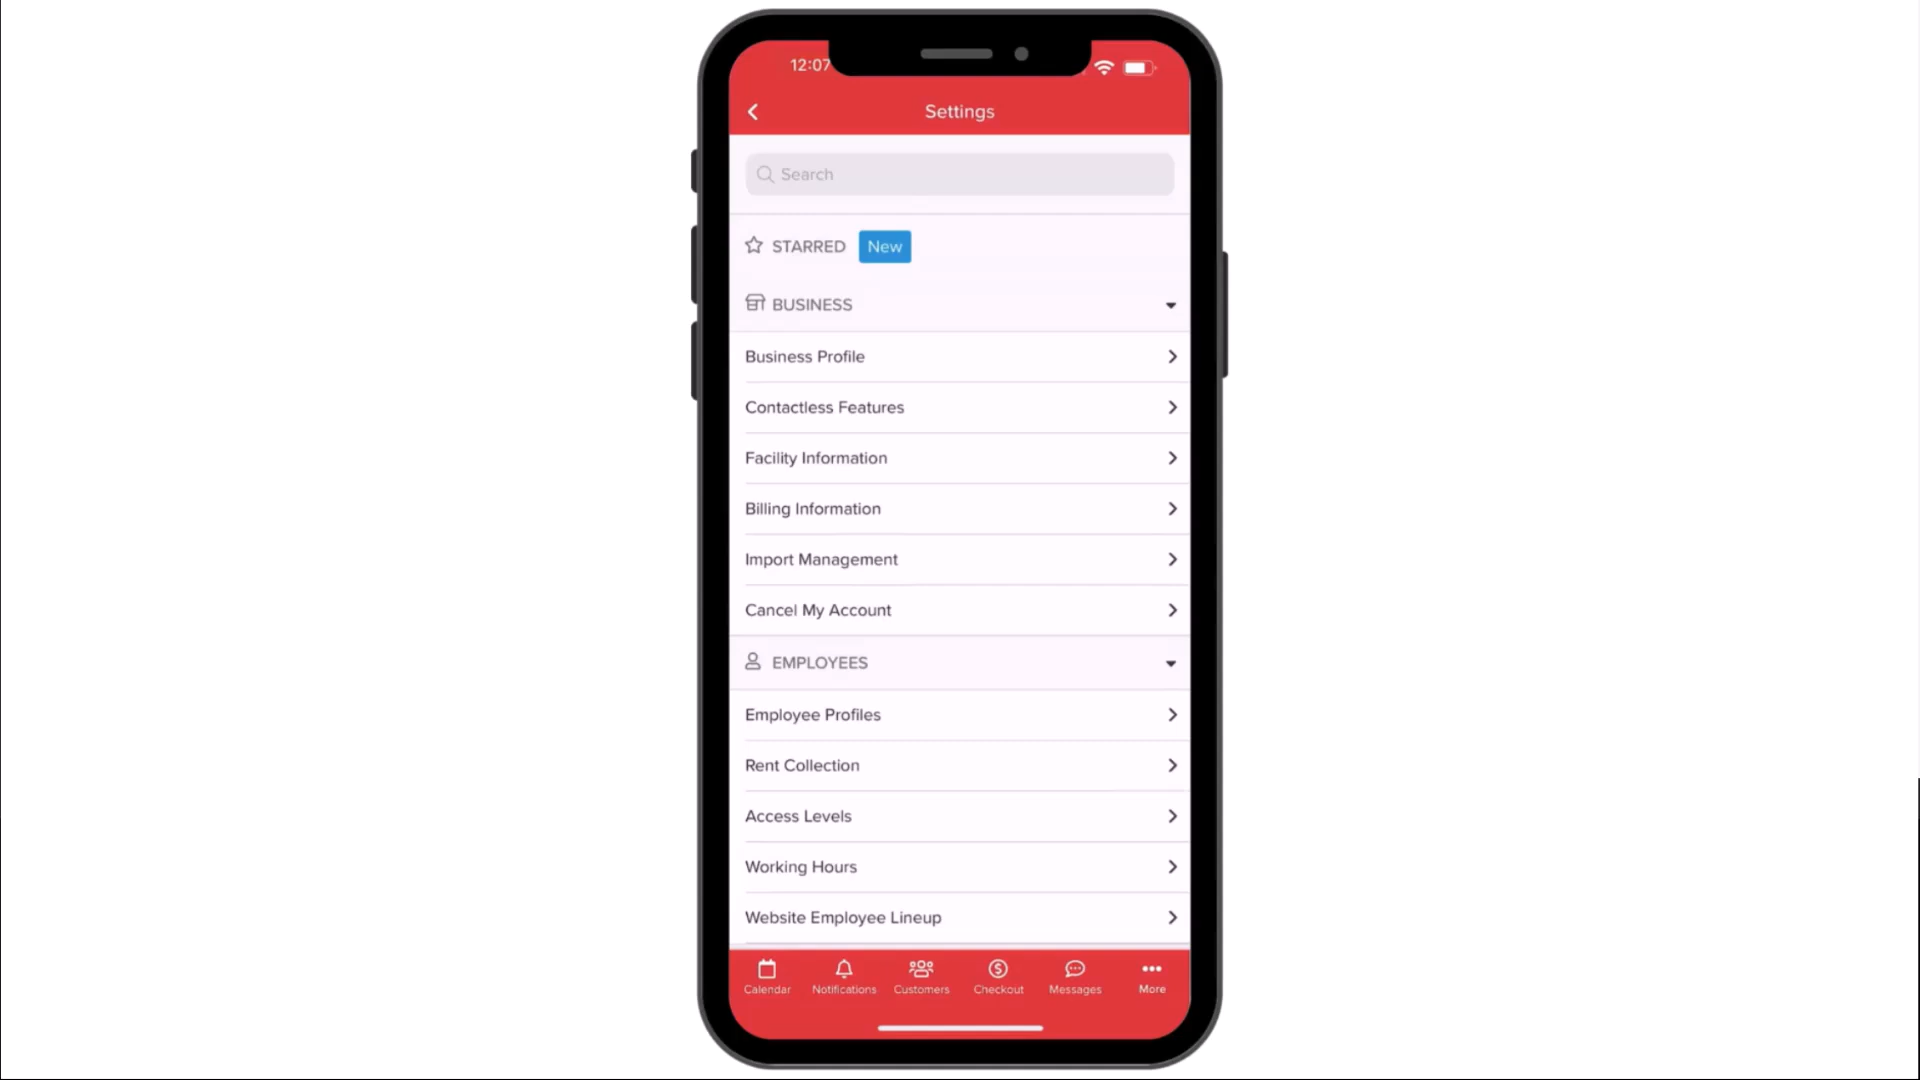 12:07
Settings
Search
STARRED New
BUSINESS
Business Profile
Contactless Features
Facility Information
Billing Information
Import Management
Cancel My Account
EMPLOYEES
Employee Profiles
Rent Collection
Access Levels
Working Hours
Website Employee Lineup
Calendar Notifications Customers Checkout Messages More